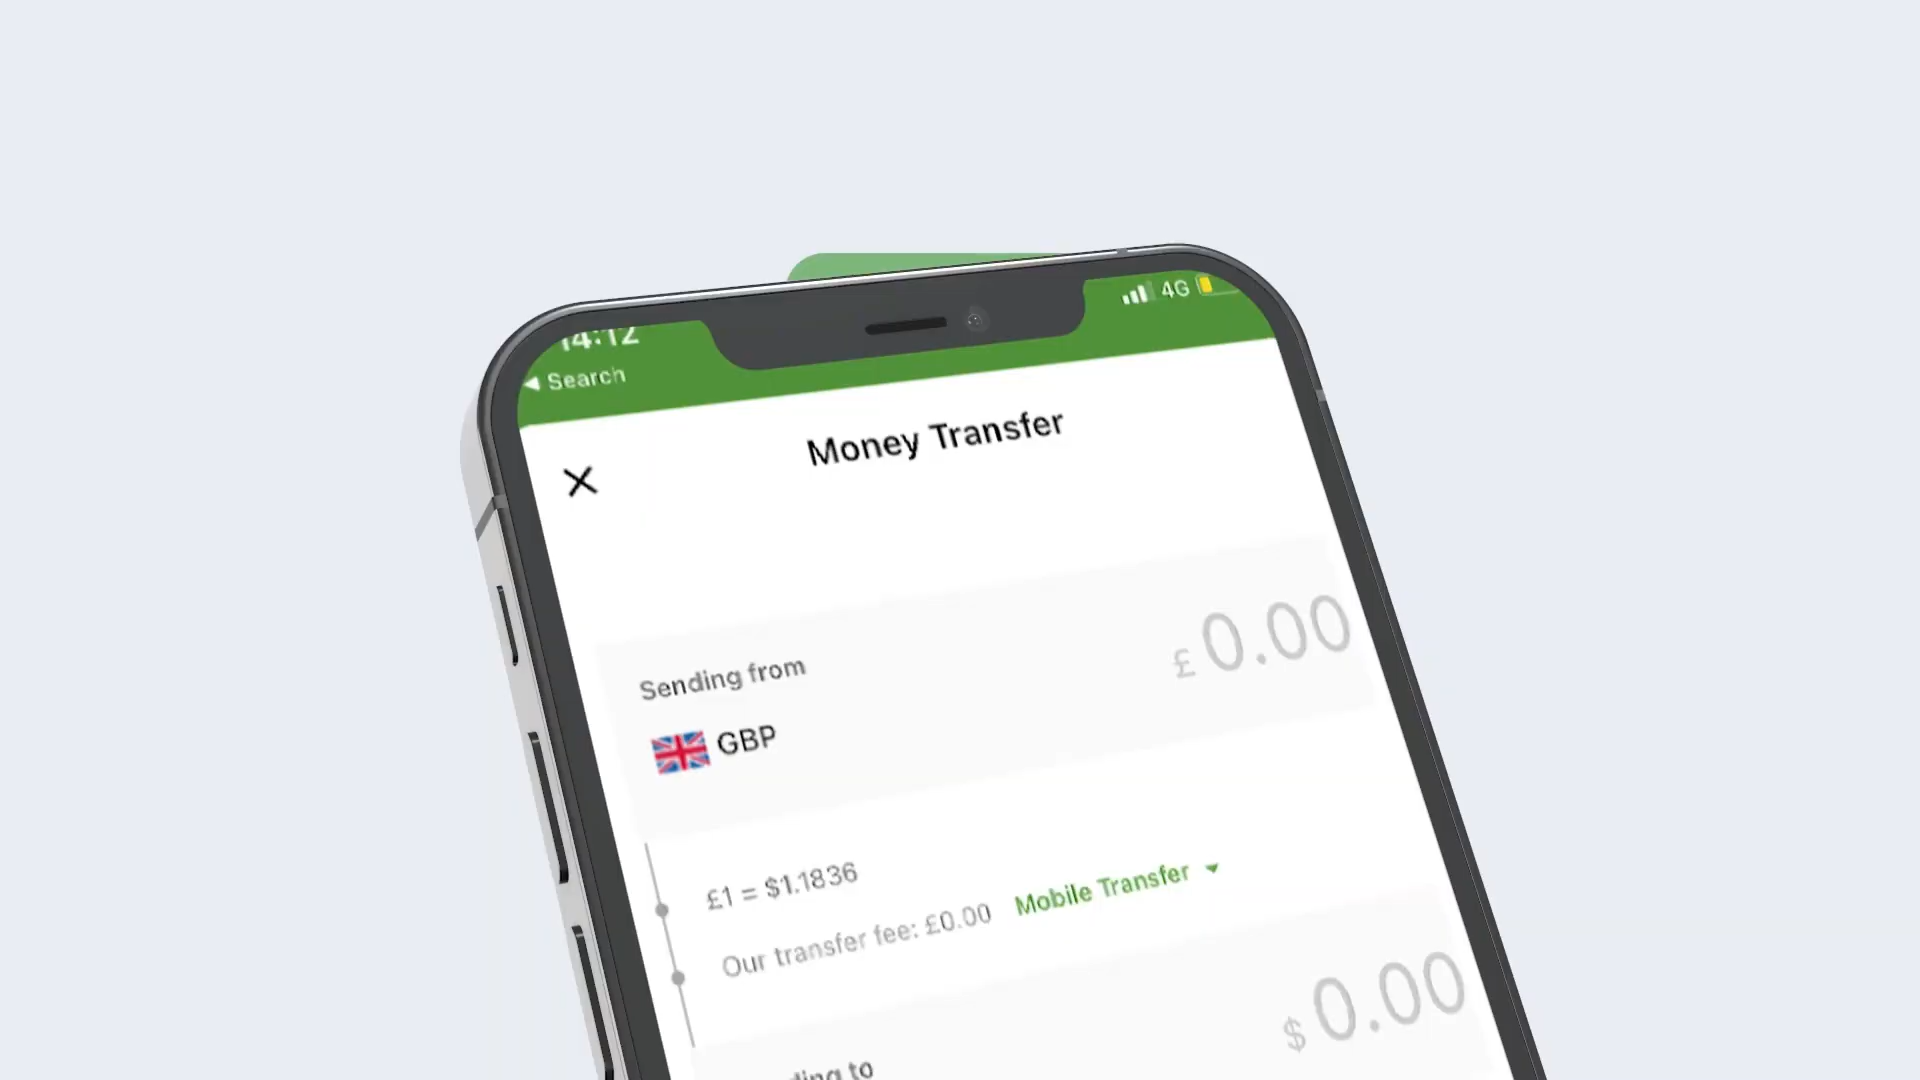 14:12
4G
◀ Search
Money Transfer
Sending from
£0.00
GBP
£1 = $1.1836
Our transfer fee: £0.00 Mobile Transfer
$0.00
to